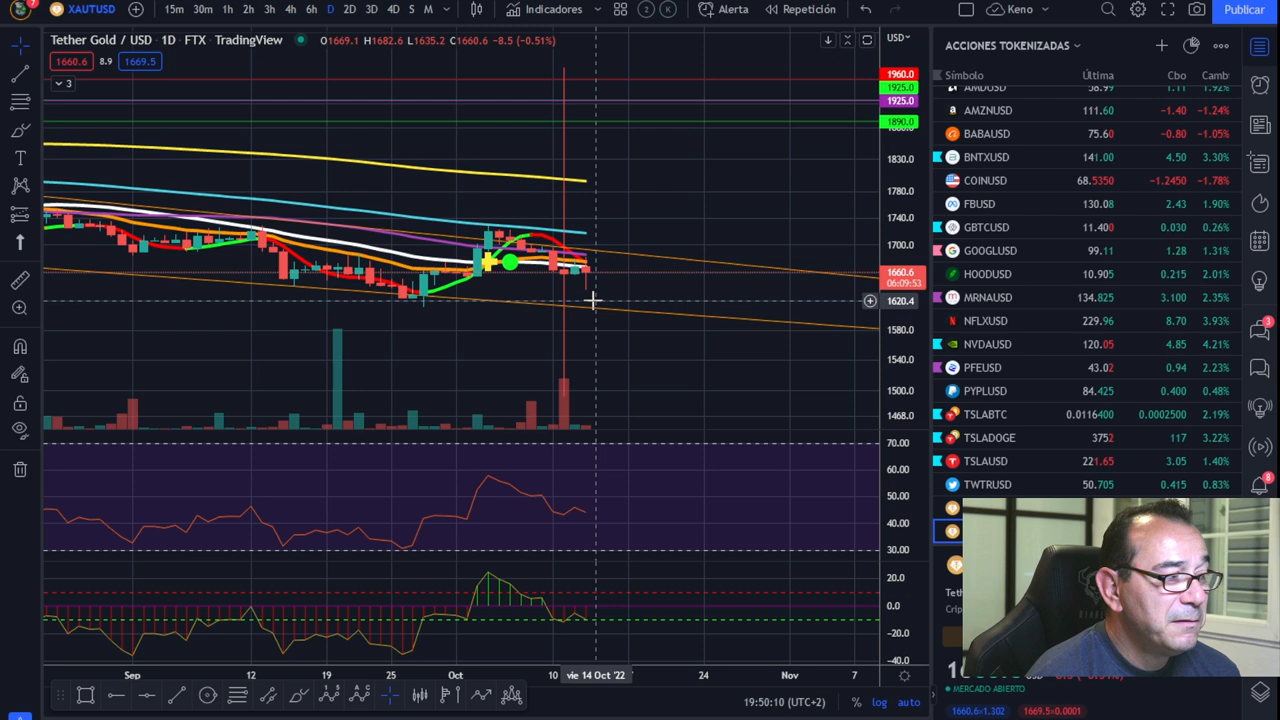 7
XAUTUSD
15m 30m 1h 2h 3h 4h 6h D 2D 3D 4D S M
Indicadores
2
1
Alerta
Repetición
Keno
Publicar
Tether Gold / USD · 1D · FTX · TradingView
O1669.1 H1682.6 L1635.2 C1660.6 −8.5 (−0.51%)
1660.6 8.9 1669.5
3
USD
1960.0
1925.0
1925.0
1890.0
1830.0
1780.0
1740.0
1700.0
1660.6
06:09:53
1620.4
1580.0
1540.0
1500.0
1468.0
70.00
60.00
50.00
40.00
30.00
20.0
0.0
−20.0
−40.0
Sep 12 19 26 Oct 10 vie 14 Oct '22 24 Nov 7
19:50:10 (UTC+2)
% log auto
ACCIONES TOKENIZADAS
Símbolo Última Cbo Camb
AMDUSD 58.99 1.11 1.92%
AMZNUSD 111.60 −1.40 −1.24%
BABAUSD 75.60 −0.80 −1.05%
BNTXUSD 141.00 4.50 3.30%
COINUSD 68.5350 −1.2450 −1.78%
FBUSD 130.08 2.43 1.90%
GBTCUSD 11.400 0.030 0.26%
GOOGLUSD 99.11 1.28 1.31%
HOODUSD 10.905 0.215 2.01%
MRNAUSD 134.825 3.100 2.35%
NFLXUSD 229.96 8.70 3.93%
NVDAUSD 120.05 4.85 4.21%
PFEUSD 43.02 0.94 2.23%
PYPLUSD 84.425 0.400 0.48%
TSLABTC 0.0116400 0.0002500 2.19%
TSLADOGE 3752 117 3.22%
TSLAUSD 221.65 3.05 1.40%
TWTRUSD 50.705 0.415 0.83%
Teth
Crip
MERCADO ABIERTO
1660.6×1.302 1669.5×0.0001
3
8